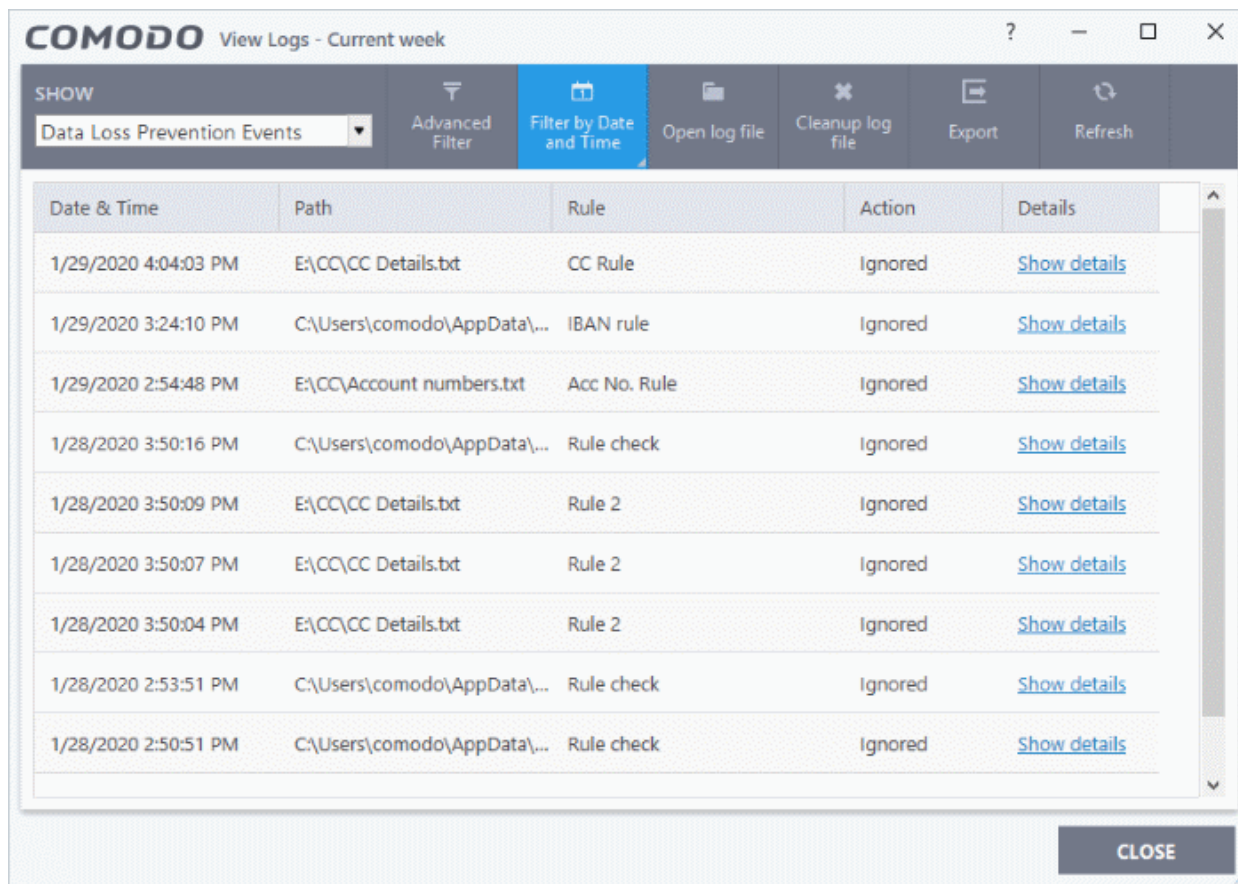 COMODO View Logs - Current week ?
SHOW
Data Loss Prevention Events
Advanced Filter
Filter by Date and Time
Open log file
Cleanup log file
Export
Refresh
Date & Time Path Rule Action Details
1/29/2020 4:04:03 PM E:\CC\CC Details.txt CC Rule Ignored Show details
1/29/2020 3:24:10 PM C:\Users\comodo\AppData\... IBAN rule Ignored Show details
1/29/2020 2:54:48 PM E:\CC\Account numbers.txt Acc No. Rule Ignored Show details
1/28/2020 3:50:16 PM C:\Users\comodo\AppData\... Rule check Ignored Show details
1/28/2020 3:50:09 PM E:\CC\CC Details.txt Rule 2 Ignored Show details
1/28/2020 3:50:07 PM E:\CC\CC Details.txt Rule 2 Ignored Show details
1/28/2020 3:50:04 PM E:\CC\CC Details.txt Rule 2 Ignored Show details
1/28/2020 2:53:51 PM C:\Users\comodo\AppData\... Rule check Ignored Show details
1/28/2020 2:50:51 PM C:\Users\comodo\AppData\... Rule check Ignored Show details
CLOSE